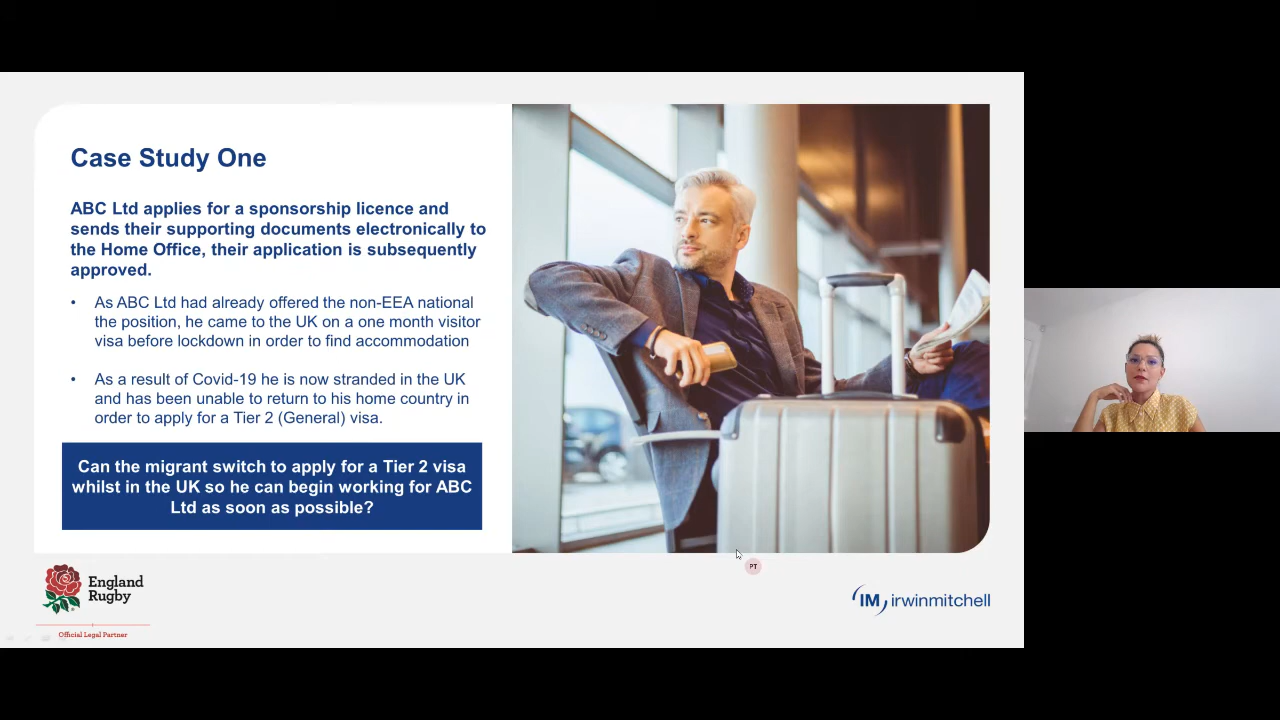 Case Study One
ABC Ltd applies for a sponsorship licence and
sends their supporting documents electronically to
the Home Office, their application is subsequently
approved.
• As ABC Ltd had already offered the non-EEA national
the position, he came to the UK on a one month visitor
visa before lockdown in order to find accommodation
• As a result of Covid-19 he is now stranded in the UK
and has been unable to return to his home country in
order to apply for a Tier 2 (General) visa.
Can the migrant switch to apply for a Tier 2 visa
whilst in the UK so he can begin working for ABC
Ltd as soon as possible?
PT
England
Rugby
Official Legal Partner
IM irwinmitchell